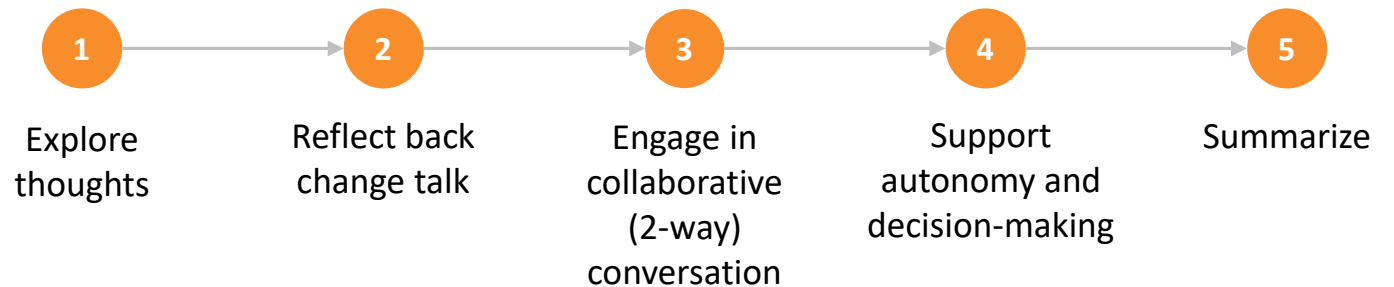 1
2
3
4
5
Explore
thoughts
Reflect back
change talk
Engage in
collaborative
(2-way)
conversation
Support
autonomy and
decision-making
Summarize